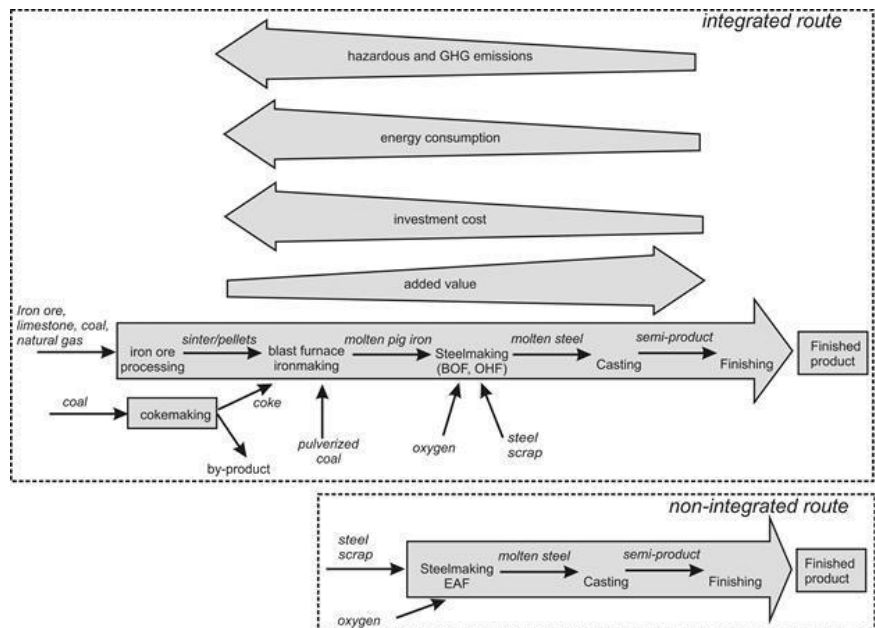 integrated route
hazardous and GHG emissions
energy consumption
investment cost
added value
Iron ore,
limestone, coal,
natural gas
iron ore
processing
sinter/pellets
blast furnace
ironmaking
molten pig iron
Steelmaking
(BOF, OHF)
molten steel
Casting
semi-product
Finishing
Finished
product
coal
cokemaking
coke
by-product
pulverized
coal
oxygen
steel
scrap
non-integrated route
steel
scrap
oxygen
Steelmaking
EAF
molten steel
Casting
semi-product
Finishing
Finished
product